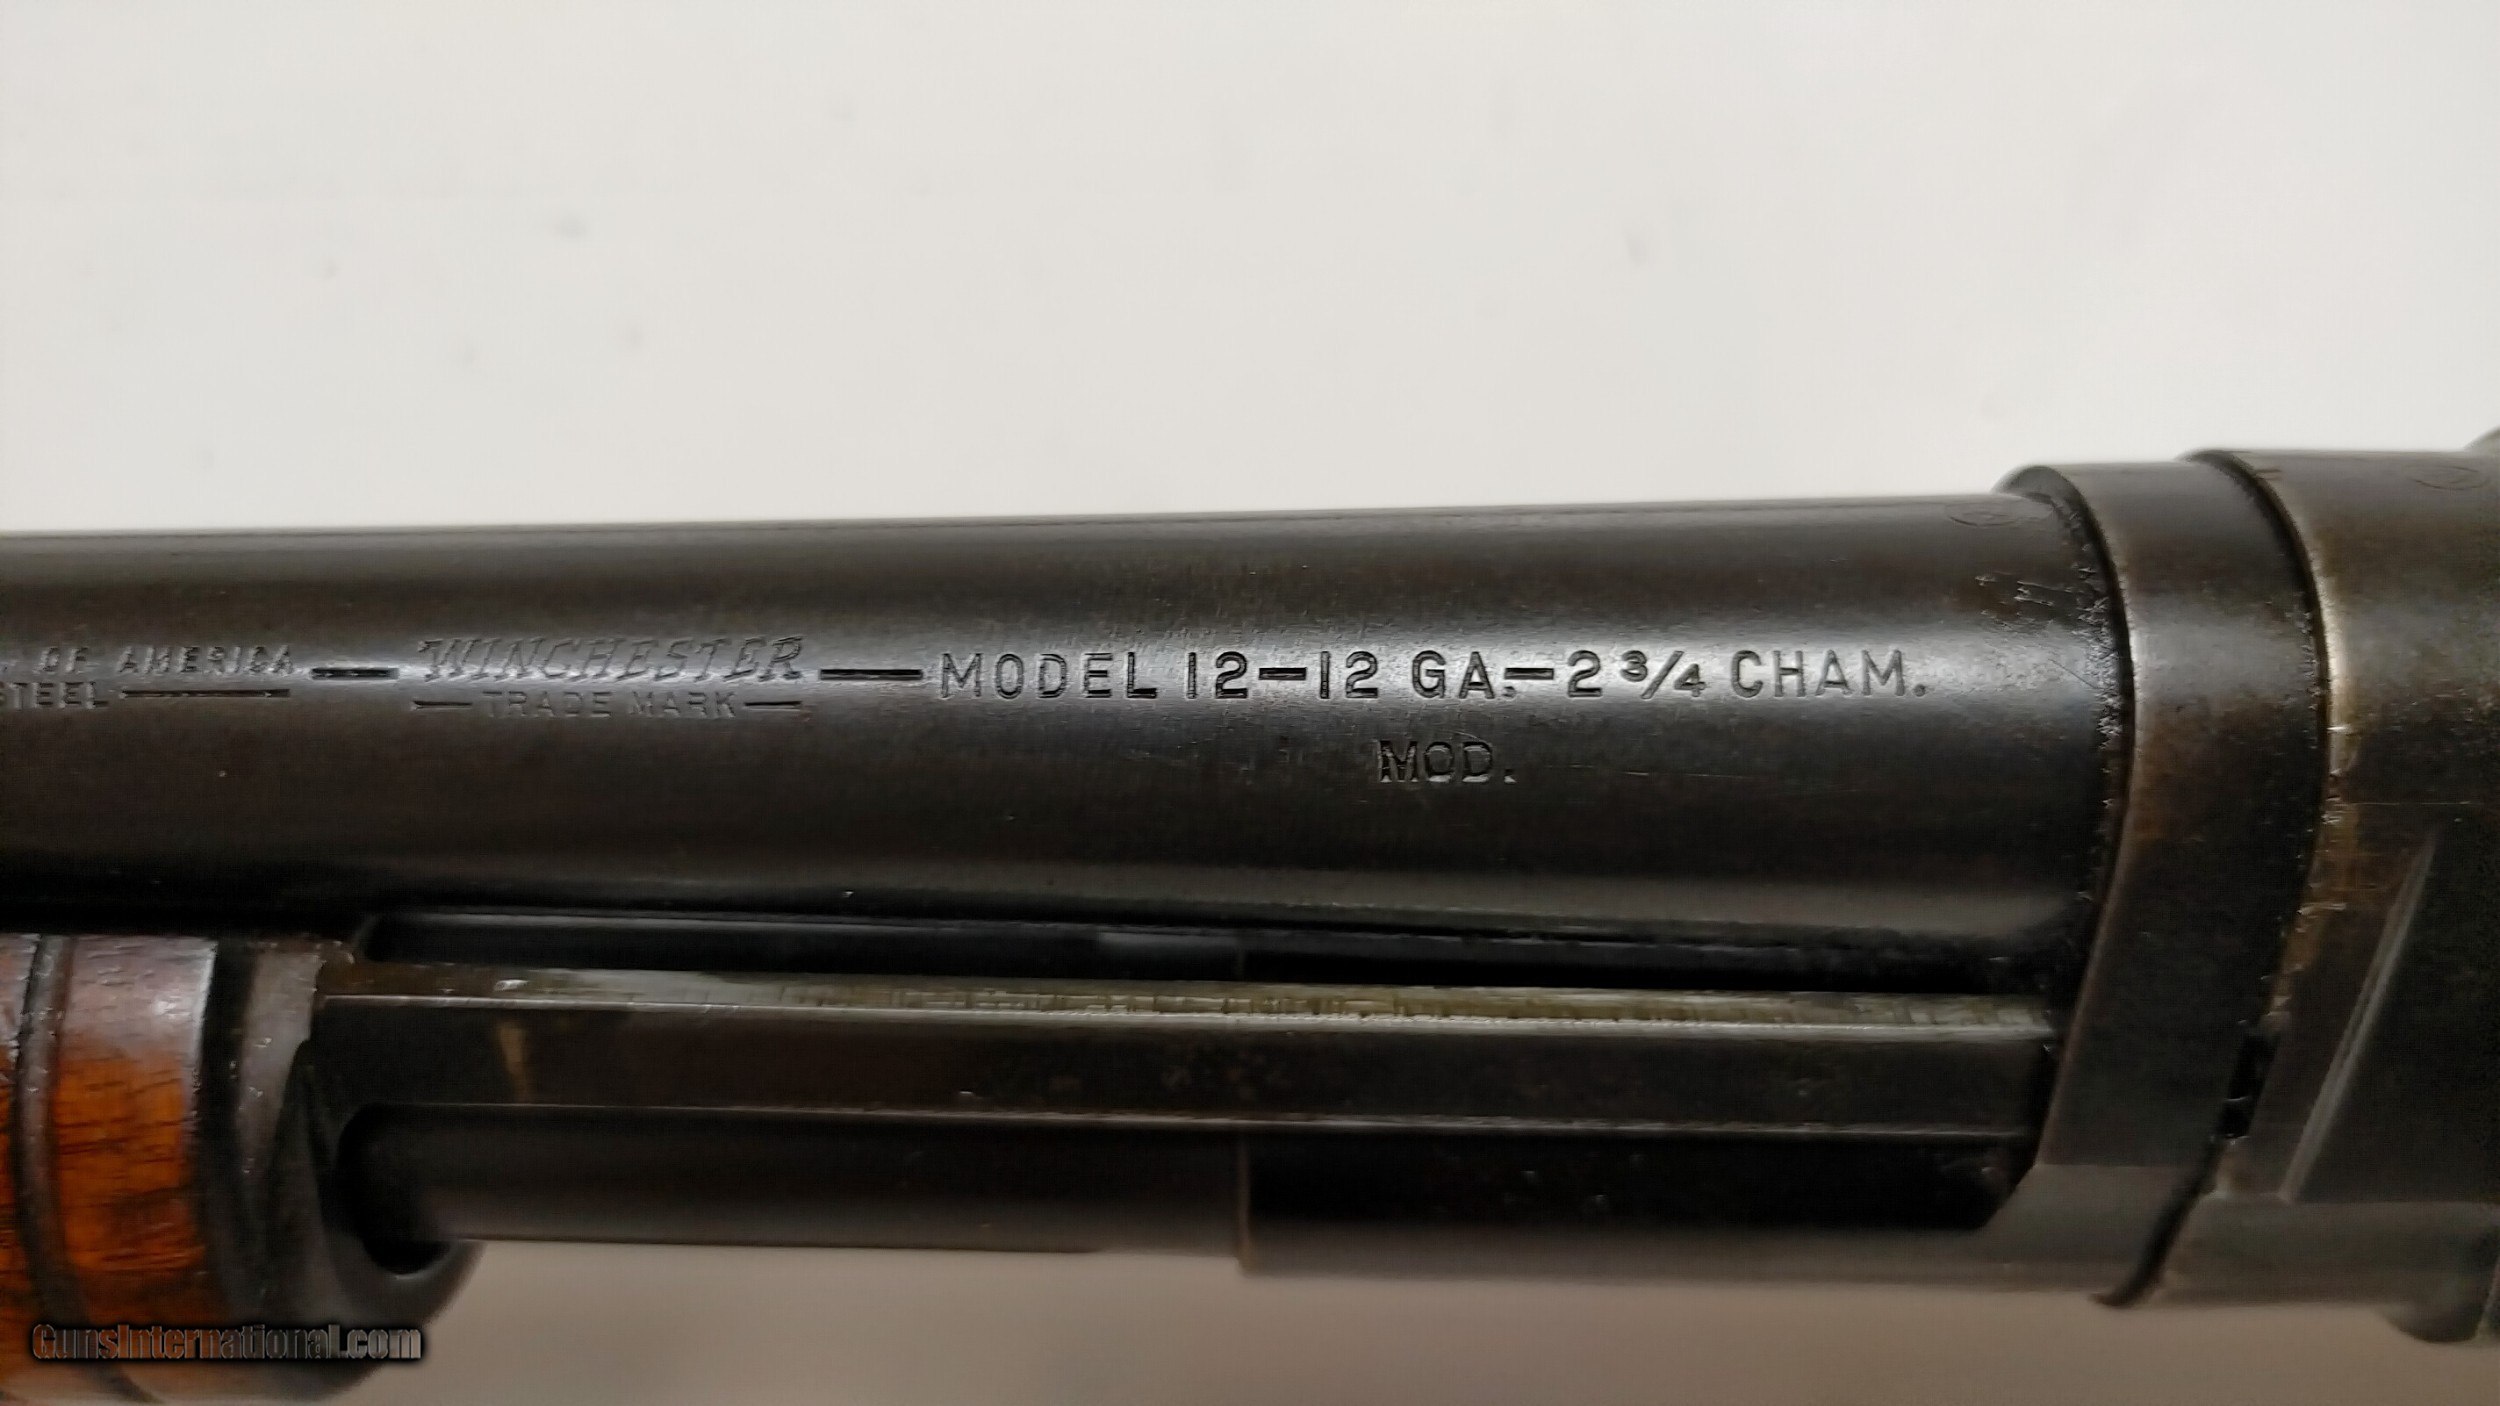 OF AMERICA — WINCHESTER — MODEL 12-12 GA.-2 3/4 CHAM.
STEEL — — TRADE MARK —
MOD.
GunsInternational.com